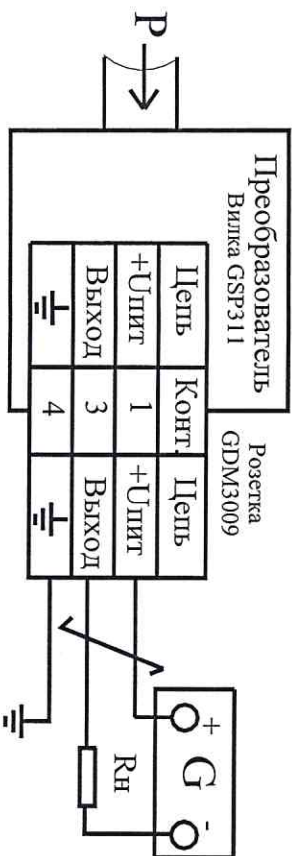 P
Преобразователь
Вилка GSP311
Розетка
GDM3009
Цепь Конт. Цепь
+Uпит 1 +Uпит
Выход 3 Выход
4
+ G -
Rн